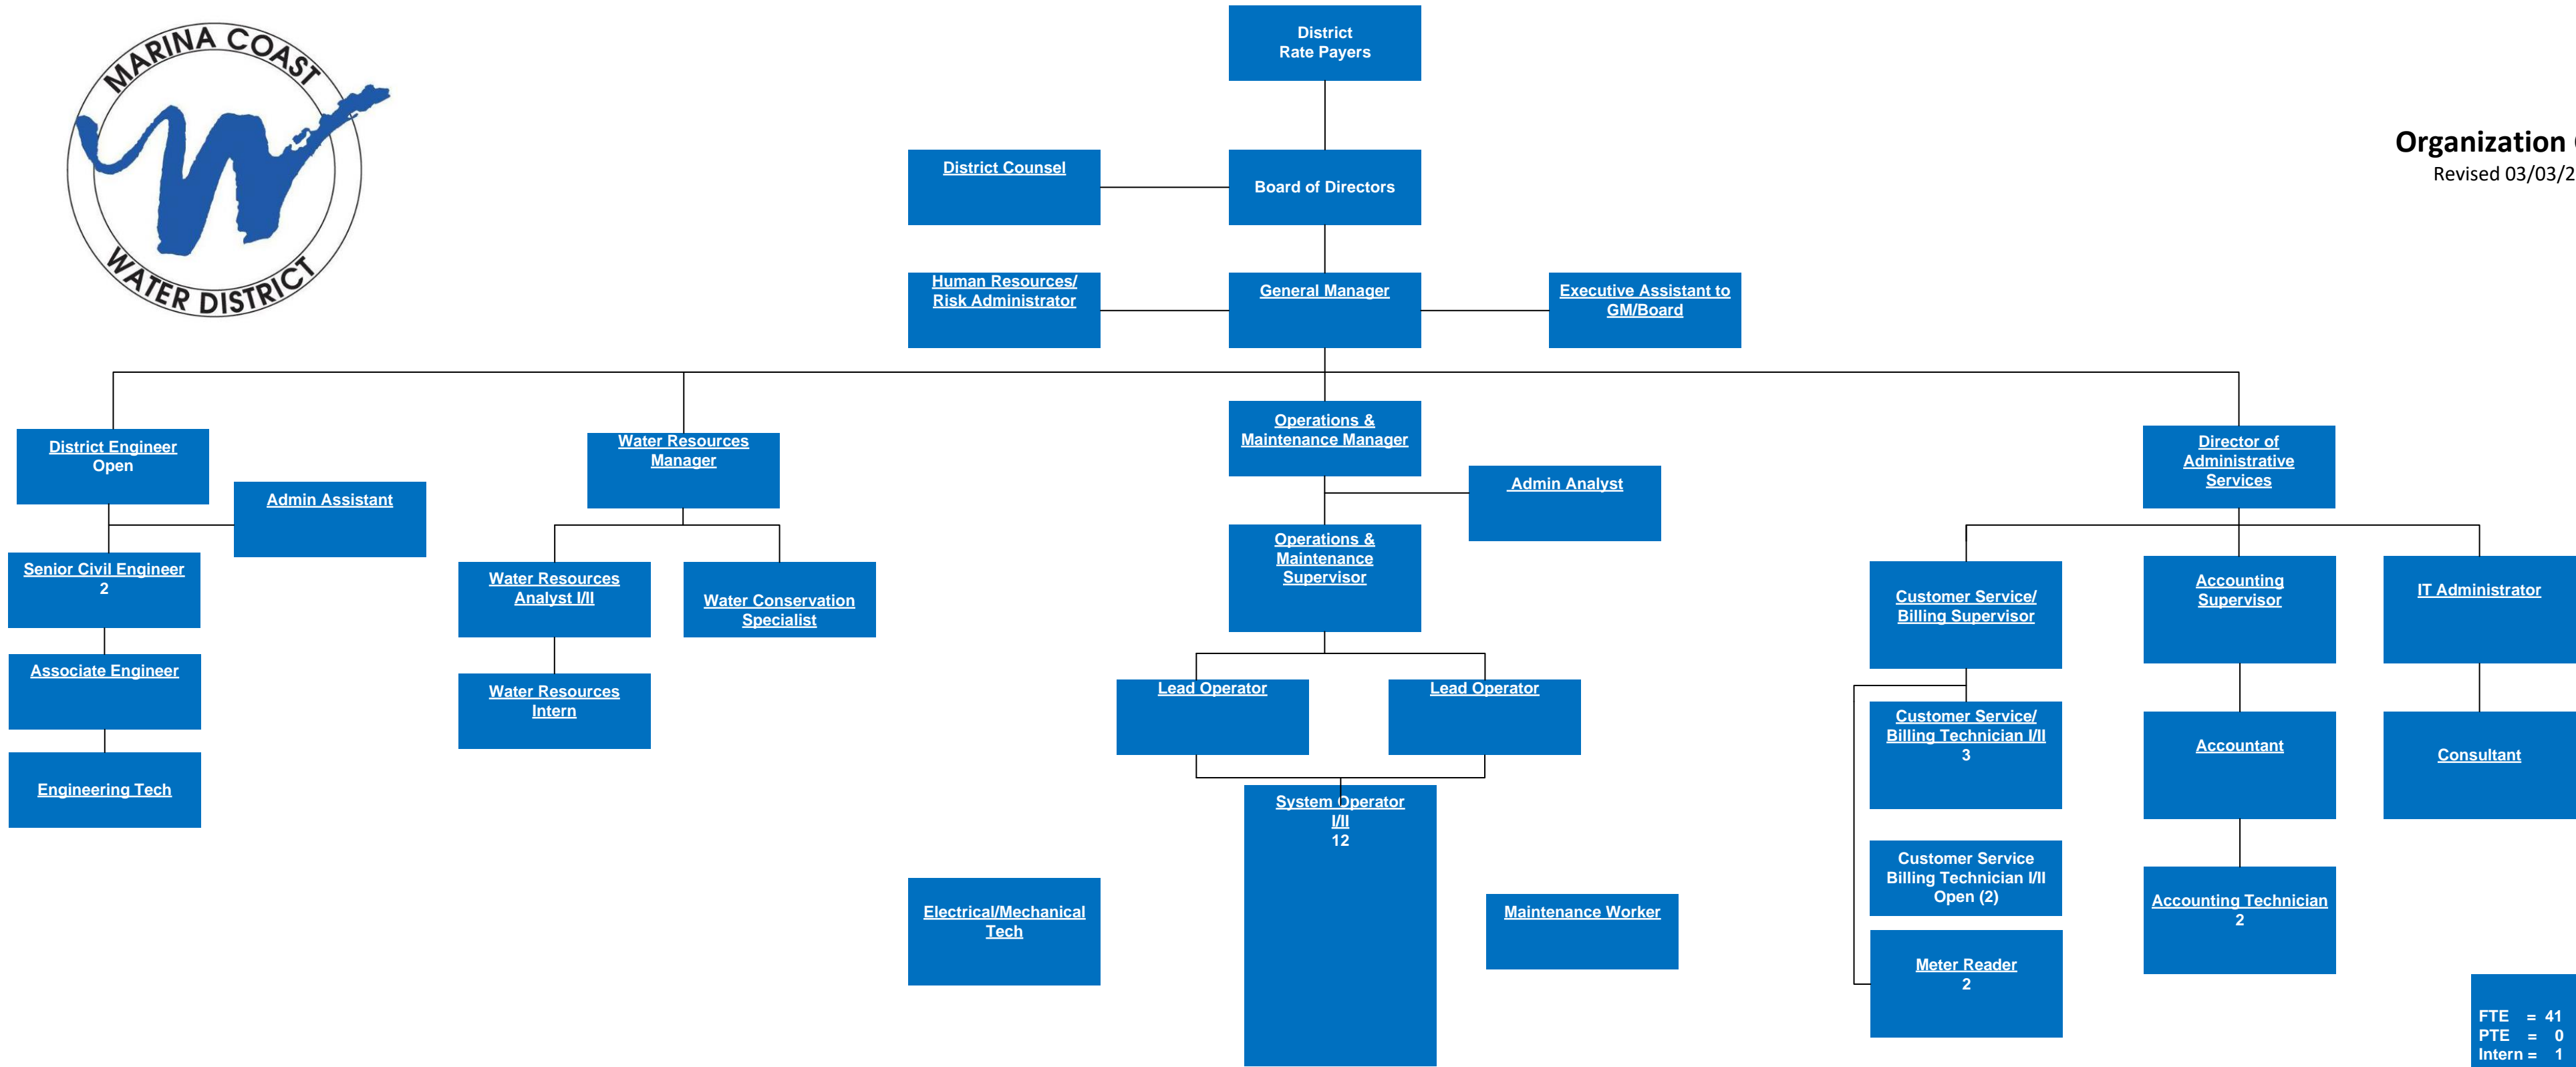 MARINA COAST
WATER DISTRICT
District
Rate Payers
Organization
Revised 03/03/2
District Counsel
Board of Directors
Human Resources/
Risk Administrator
General Manager
Executive Assistant to
GM/Board
District Engineer
Open
Admin Assistant
Senior Civil Engineer
2
Associate Engineer
Engineering Tech
Water Resources
Manager
Water Resources
Analyst I/II
Water Conservation
Specialist
Water Resources
Intern
Operations &
Maintenance Manager
Admin Analyst
Operations &
Maintenance
Supervisor
Lead Operator
Lead Operator
System Operator
I/II
12
Electrical/Mechanical
Tech
Maintenance Worker
Director of
Administrative
Services
Customer Service/
Billing Supervisor
Customer Service/
Billing Technician I/II
3
Customer Service
Billing Technician I/II
Open (2)
Meter Reader
2
Accounting
Supervisor
Accountant
Accounting Technician
2
IT Administrator
Consultant
FTE = 41
PTE = 0
Intern = 1